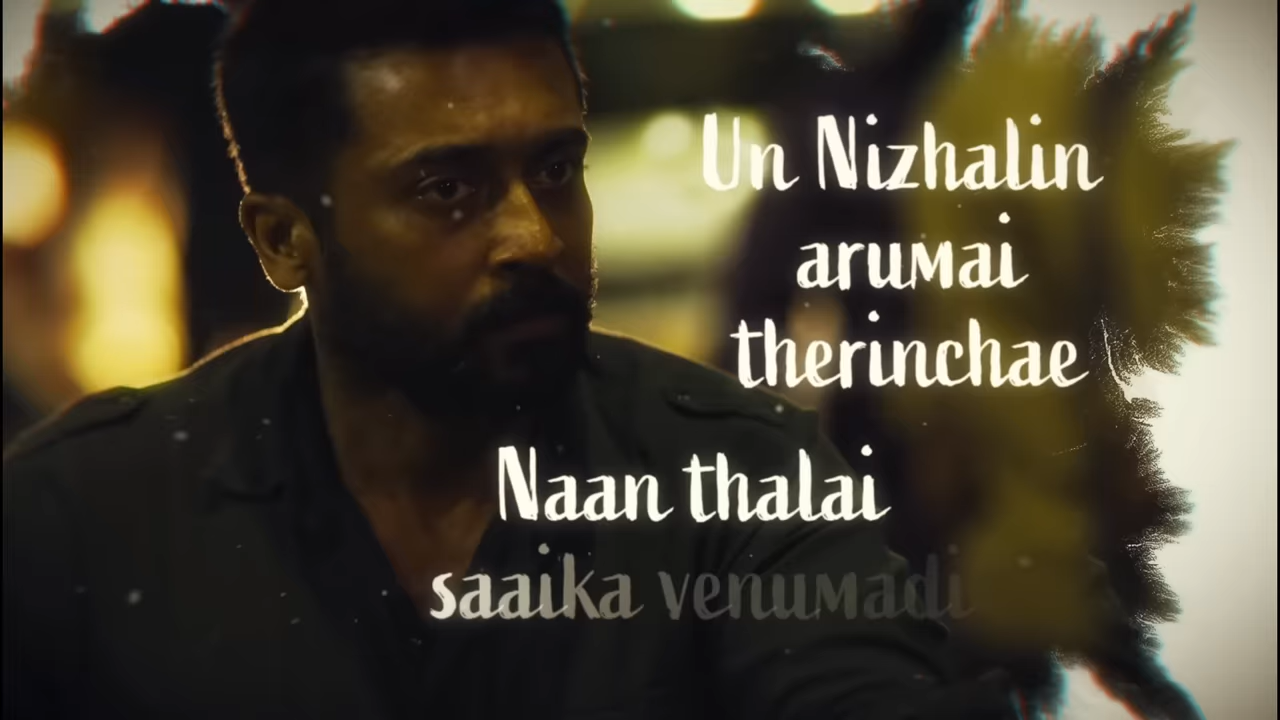 Un Nizhalin
arumai
therinchae
Naan thalai
saaika venumadi